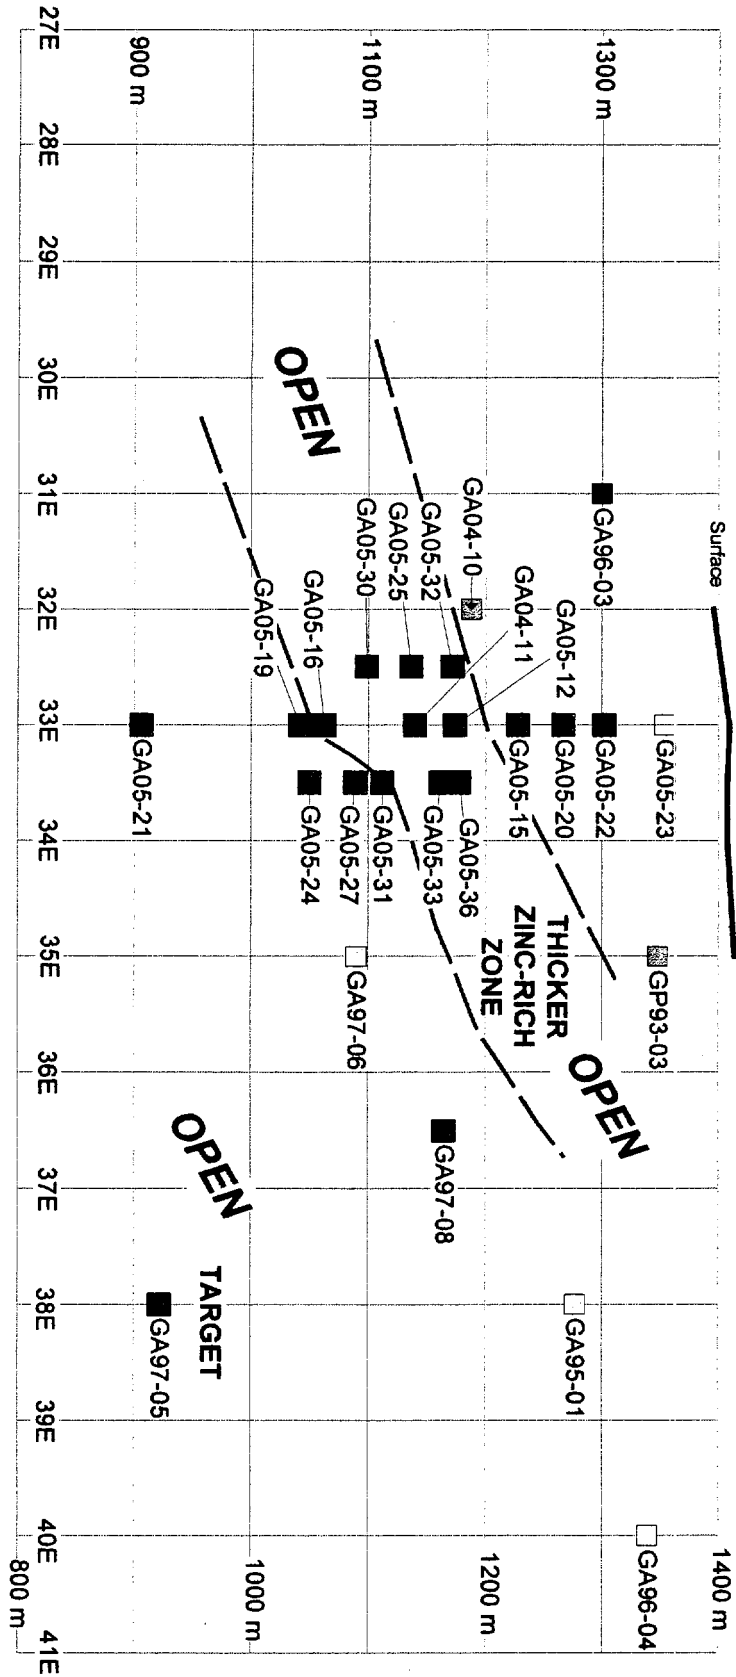 Surface
1400 m
1300 m
1200 m
1100 m
1000 m
900 m
800 m
GA05-23
GP93-03
GA96-04
GA96-03
GA05-22
GA05-20
GA05-15
GA95-01
GA05-12
GA04-11
GA04-10
GA05-32
GA05-25
GA05-30
GA05-16
GA05-19
GA05-36
GA05-33
GA05-31
GA05-27
GA05-24
GA05-21
GA97-06
GA97-08
GA97-05
THICKER
ZINC-RICH
ZONE
OPEN
OPEN
OPEN
TARGET
27E
28E
29E
30E
31E
32E
33E
34E
35E
36E
37E
38E
39E
40E
41E